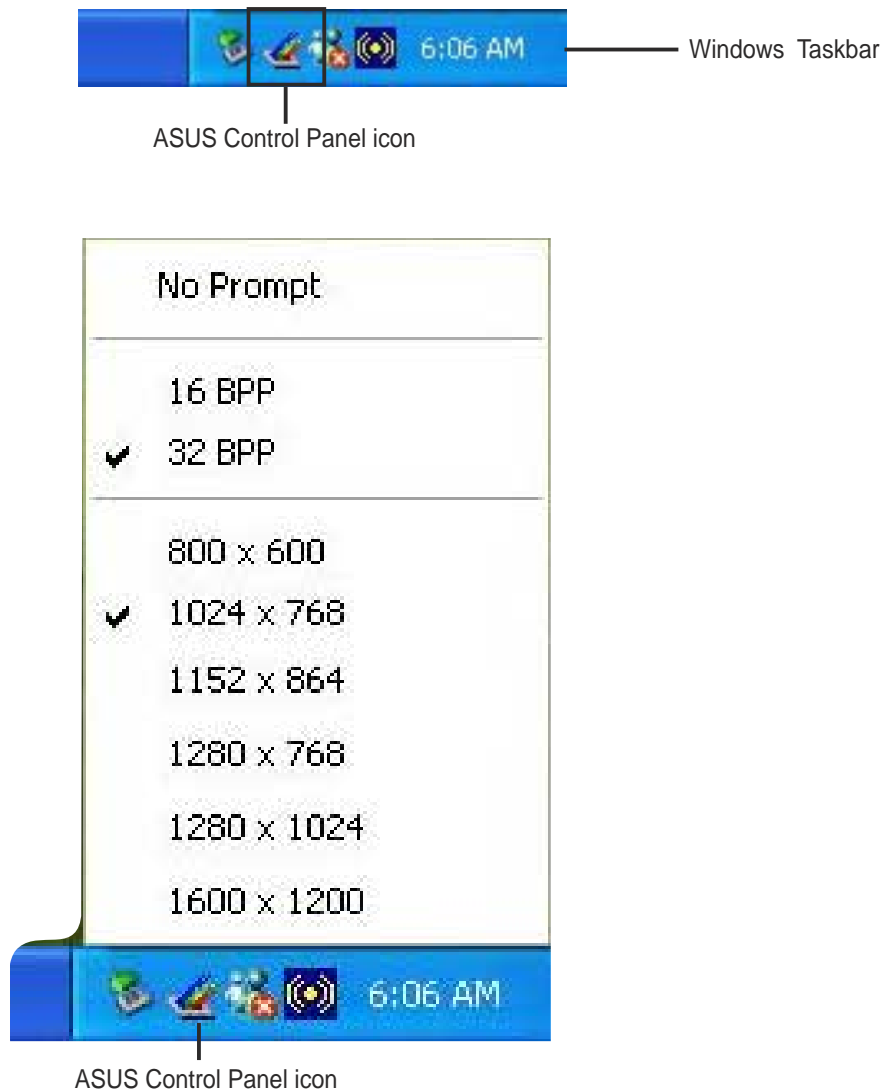 6:06 AM
Windows Taskbar
ASUS Control Panel icon
No Prompt
16 BPP
32 BPP
800 x 600
1024 x 768
1152 x 864
1280 x 768
1280 x 1024
1600 x 1200
6:06 AM
ASUS Control Panel icon